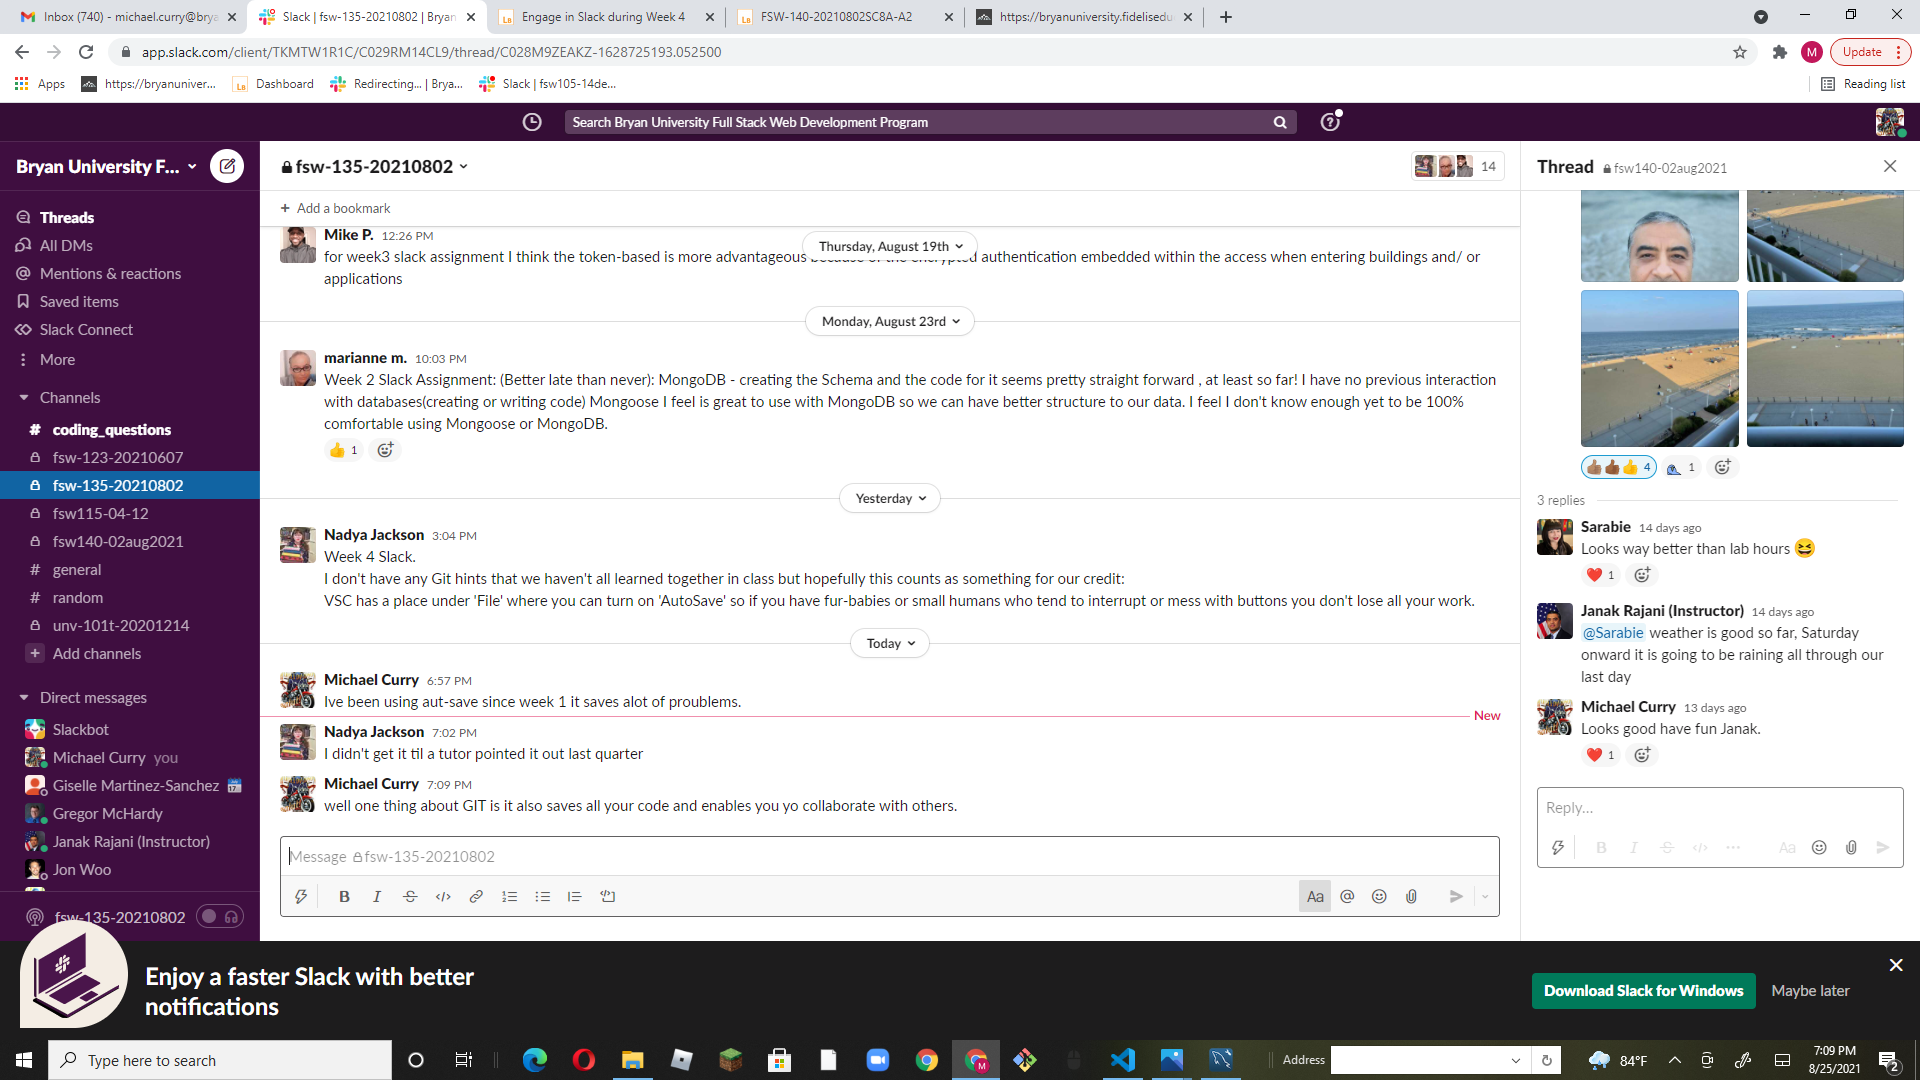 Inbox (740) - michael.curry@brya
Slack | fsw-135-20210802 | Bryan
Engage in Slack during Week 4
FSW-140-20210802SC8A-A2
https://bryanuniversity.fidelisedu
app.slack.com/client/TKMTW1R1C/C029RM14CL9/thread/C028M9ZEAKZ-1628725193.052500
M
Update
Apps
https://bryanuniver...
Dashboard
Redirecting... | Brya...
Slack | fsw105-14de...
Reading list
Search Bryan University Full Stack Web Development Program
Bryan University F...
Threads
All DMs
Mentions & reactions
Saved items
Slack Connect
More
Channels
# coding_questions
fsw-123-20210607
fsw-135-20210802
fsw115-04-12
fsw140-02aug2021
# general
# random
unv-101t-20201214
+ Add channels
Direct messages
Slackbot
Michael Curry you
Giselle Martinez-Sanchez
Gregor McHardy
Janak Rajani (Instructor)
Jon Woo
fsw-135-20210802
fsw-135-20210802
14
+ Add a bookmark
Mike P. 12:26 PM
Thursday, August 19th
for week3 slack assignment I think the token-based is more advantageous because of the encrypted authentication embedded within the access when entering buildings and/ or
applications
Monday, August 23rd
marianne m. 10:03 PM
Week 2 Slack Assignment: (Better late than never): MongoDB - creating the Schema and the code for it seems pretty straight forward , at least so far! I have no previous interaction
with databases(creating or writing code) Mongoose I feel is great to use with MongoDB so we can have better structure to our data. I feel I don't know enough yet to be 100%
comfortable using Mongoose or MongoDB.
👍 1
Yesterday
Nadya Jackson 3:04 PM
Week 4 Slack.
I don't have any Git hints that we haven't all learned together in class but hopefully this counts as something for our credit:
VSC has a place under 'File' where you can turn on 'AutoSave' so if you have fur-babies or small humans who tend to interrupt or mess with buttons you don't lose all your work.
Today
Michael Curry 6:57 PM
Ive been using aut-save since week 1 it saves alot of proublems.
New
Nadya Jackson 7:02 PM
I didn't get it til a tutor pointed it out last quarter
Michael Curry 7:09 PM
well one thing about GIT is it also saves all your code and enables you yo collaborate with others.
Message fsw-135-20210802
B I S </> Aa @
Thread fsw140-02aug2021
4
1
3 replies
Sarabie 14 days ago
Looks way better than lab hours 😆
❤️ 1
Janak Rajani (Instructor) 14 days ago
@Sarabie weather is good so far, Saturday
onward it is going to be raining all through our
last day
Michael Curry 13 days ago
Looks good have fun Janak.
❤️ 1
Reply...
B I S </> Aa
Enjoy a faster Slack with better
notifications
Download Slack for Windows
Maybe later
Type here to search
Address
84°F
7:09 PM
8/25/2021
2